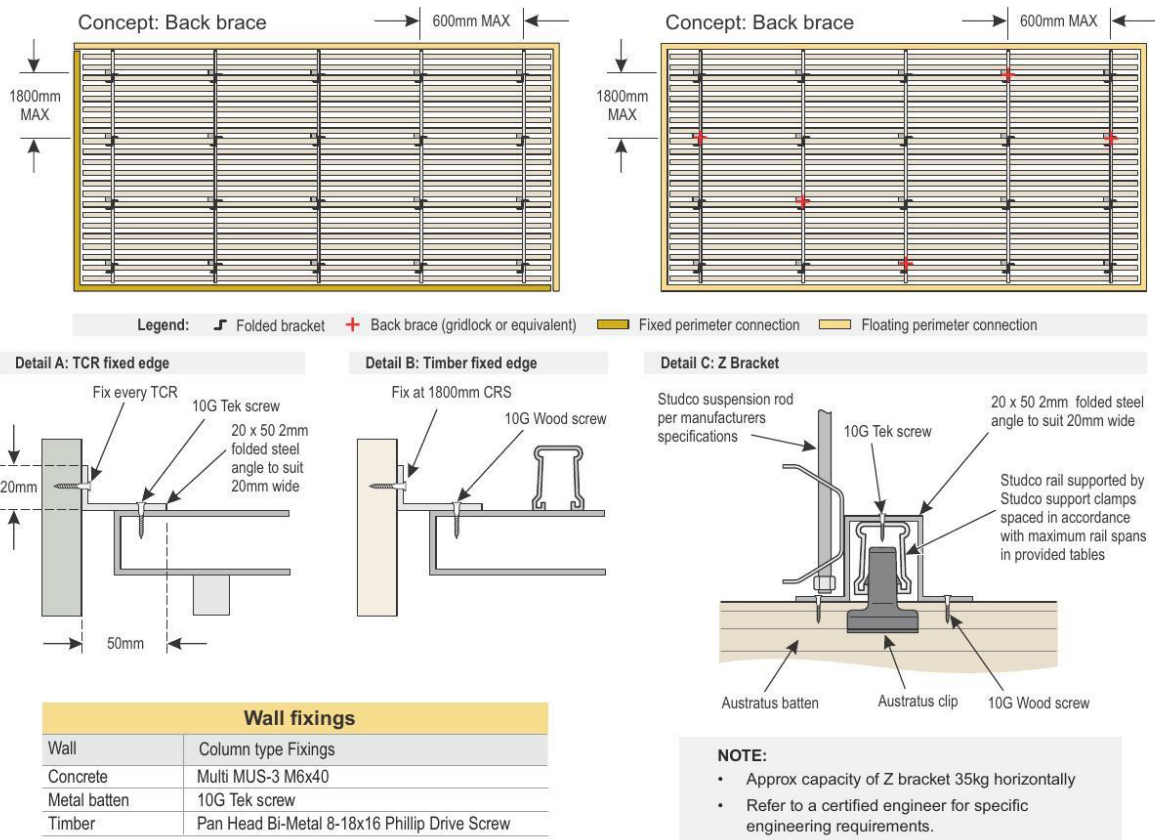 Concept: Back brace
600mm MAX
1800mm
MAX
Concept: Back brace
600mm MAX
1800mm
MAX
Legend: Folded bracket Back brace (gridlock or equivalent) Fixed perimeter connection Floating perimeter connection
Detail A: TCR fixed edge
Fix every TCR
10G Tek screw
20 x 50 2mm
folded steel
angle to suit
20mm wide
20mm
50mm
Detail B: Timber fixed edge
Fix at 1800mm CRS
10G Wood screw
Detail C: Z Bracket
Studco suspension rod
per manufacturers
specifications
10G Tek screw
20 x 50 2mm folded steel
angle to suit 20mm wide
Studco rail supported by
Studco support clamps
spaced in accordance
with maximum rail spans
in provided tables
Austratus batten
Austratus clip
10G Wood screw
Wall fixings
Wall Column type Fixings
Concrete Multi MUS-3 M6x40
Metal batten 10G Tek screw
Timber Pan Head Bi-Metal 8-18x16 Phillip Drive Screw
NOTE:
• Approx capacity of Z bracket 35kg horizontally
• Refer to a certified engineer for specific
engineering requirements.